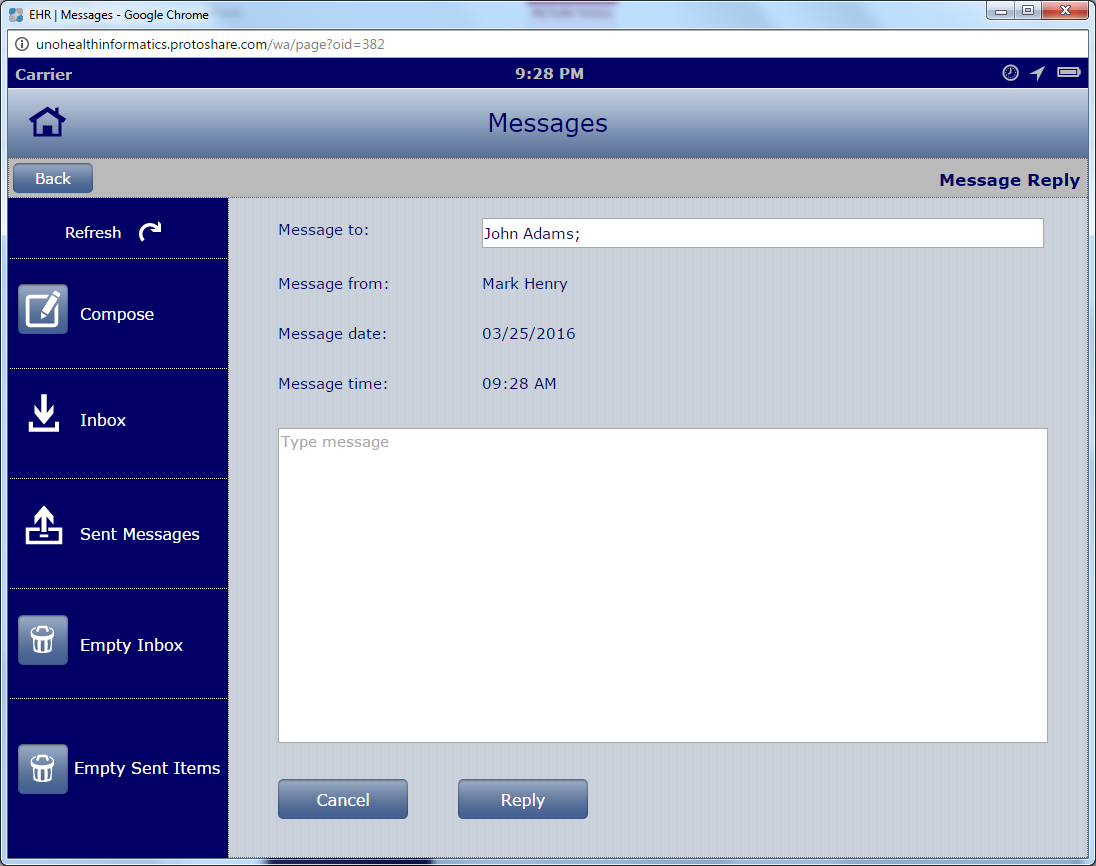 EHR | Messages - Google Chrome
unohealthinformatics.protoshare.com/wa/page?oid=382
Carrier 9:28 PM
Messages
Back Message Reply
Refresh
Compose
Inbox
Sent Messages
Empty Inbox
Empty Sent Items
Message to: John Adams;
Message from: Mark Henry
Message date: 03/25/2016
Message time: 09:28 AM
Type message
Cancel Reply